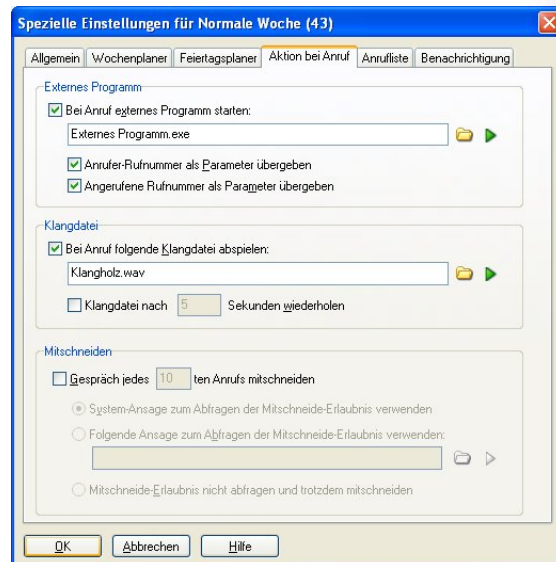 Spezielle Einstellungen für Normale Woche (43)
Allgemein Wochenplaner Feiertagsplaner Aktion bei Anruf Anrufliste Benachrichtigung
Externes Programm
Bei Anruf externes Programm starten:
Externes Programm.exe
Anrufer-Rufnummer als Parameter übergeben
Angerufene Rufnummer als Parameter übergeben
Klangdatei
Bei Anruf folgende Klangdatei abspielen:
Klangholz.wav
Klangdatei nach 5 Sekunden wiederholen
Mitschneiden
Gespräch jedes 10 ten Anrufs mitschneiden
System-Ansage zum Abfragen der Mitschneide-Erlaubnis verwenden
Folgende Ansage zum Abfragen der Mitschneide-Erlaubnis verwenden:
Mitschneide-Erlaubnis nicht abfragen und trotzdem mitschneiden
OK Abbrechen Hilfe